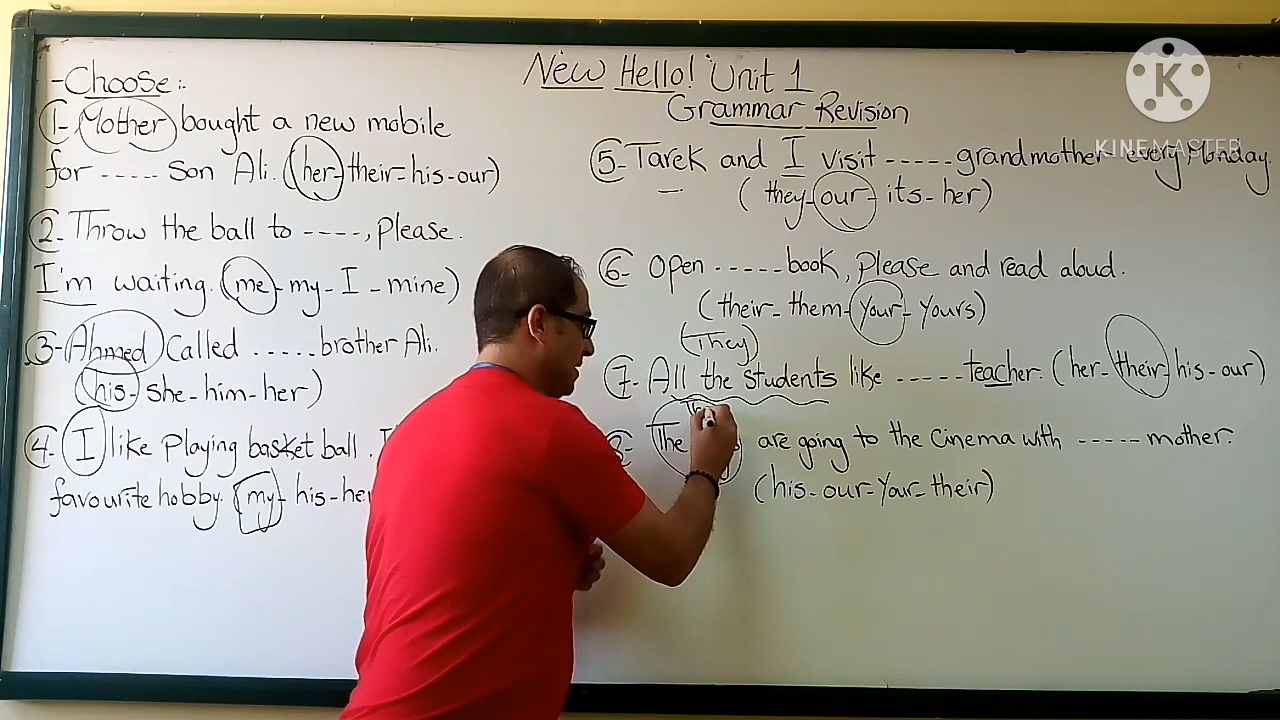 New Hello! Unit 1
Grammar Revision
- Choose :-
1- Mother bought a new mobile
for ----- son Ali. (her - their - his - our)
2- Throw the ball to ----, please.
I'm waiting. (me - my - I - mine)
3- Ahmed Called ----- brother Ali.
(his - she - him - her)
4- I like playing basket ball.
favourite hobby. (my - his - her
5- Tarek and I visit ----- grandmother every Monday.
(they - our - its - her)
6- Open ----- book, please and read aloud.
(their - them - your - yours)
(They)
7- All the students like ----- teacher. (her - their - his - our)
8- The are going to the Cinema with ----- mother.
(his - our - your - their)
K
KINEMASTER